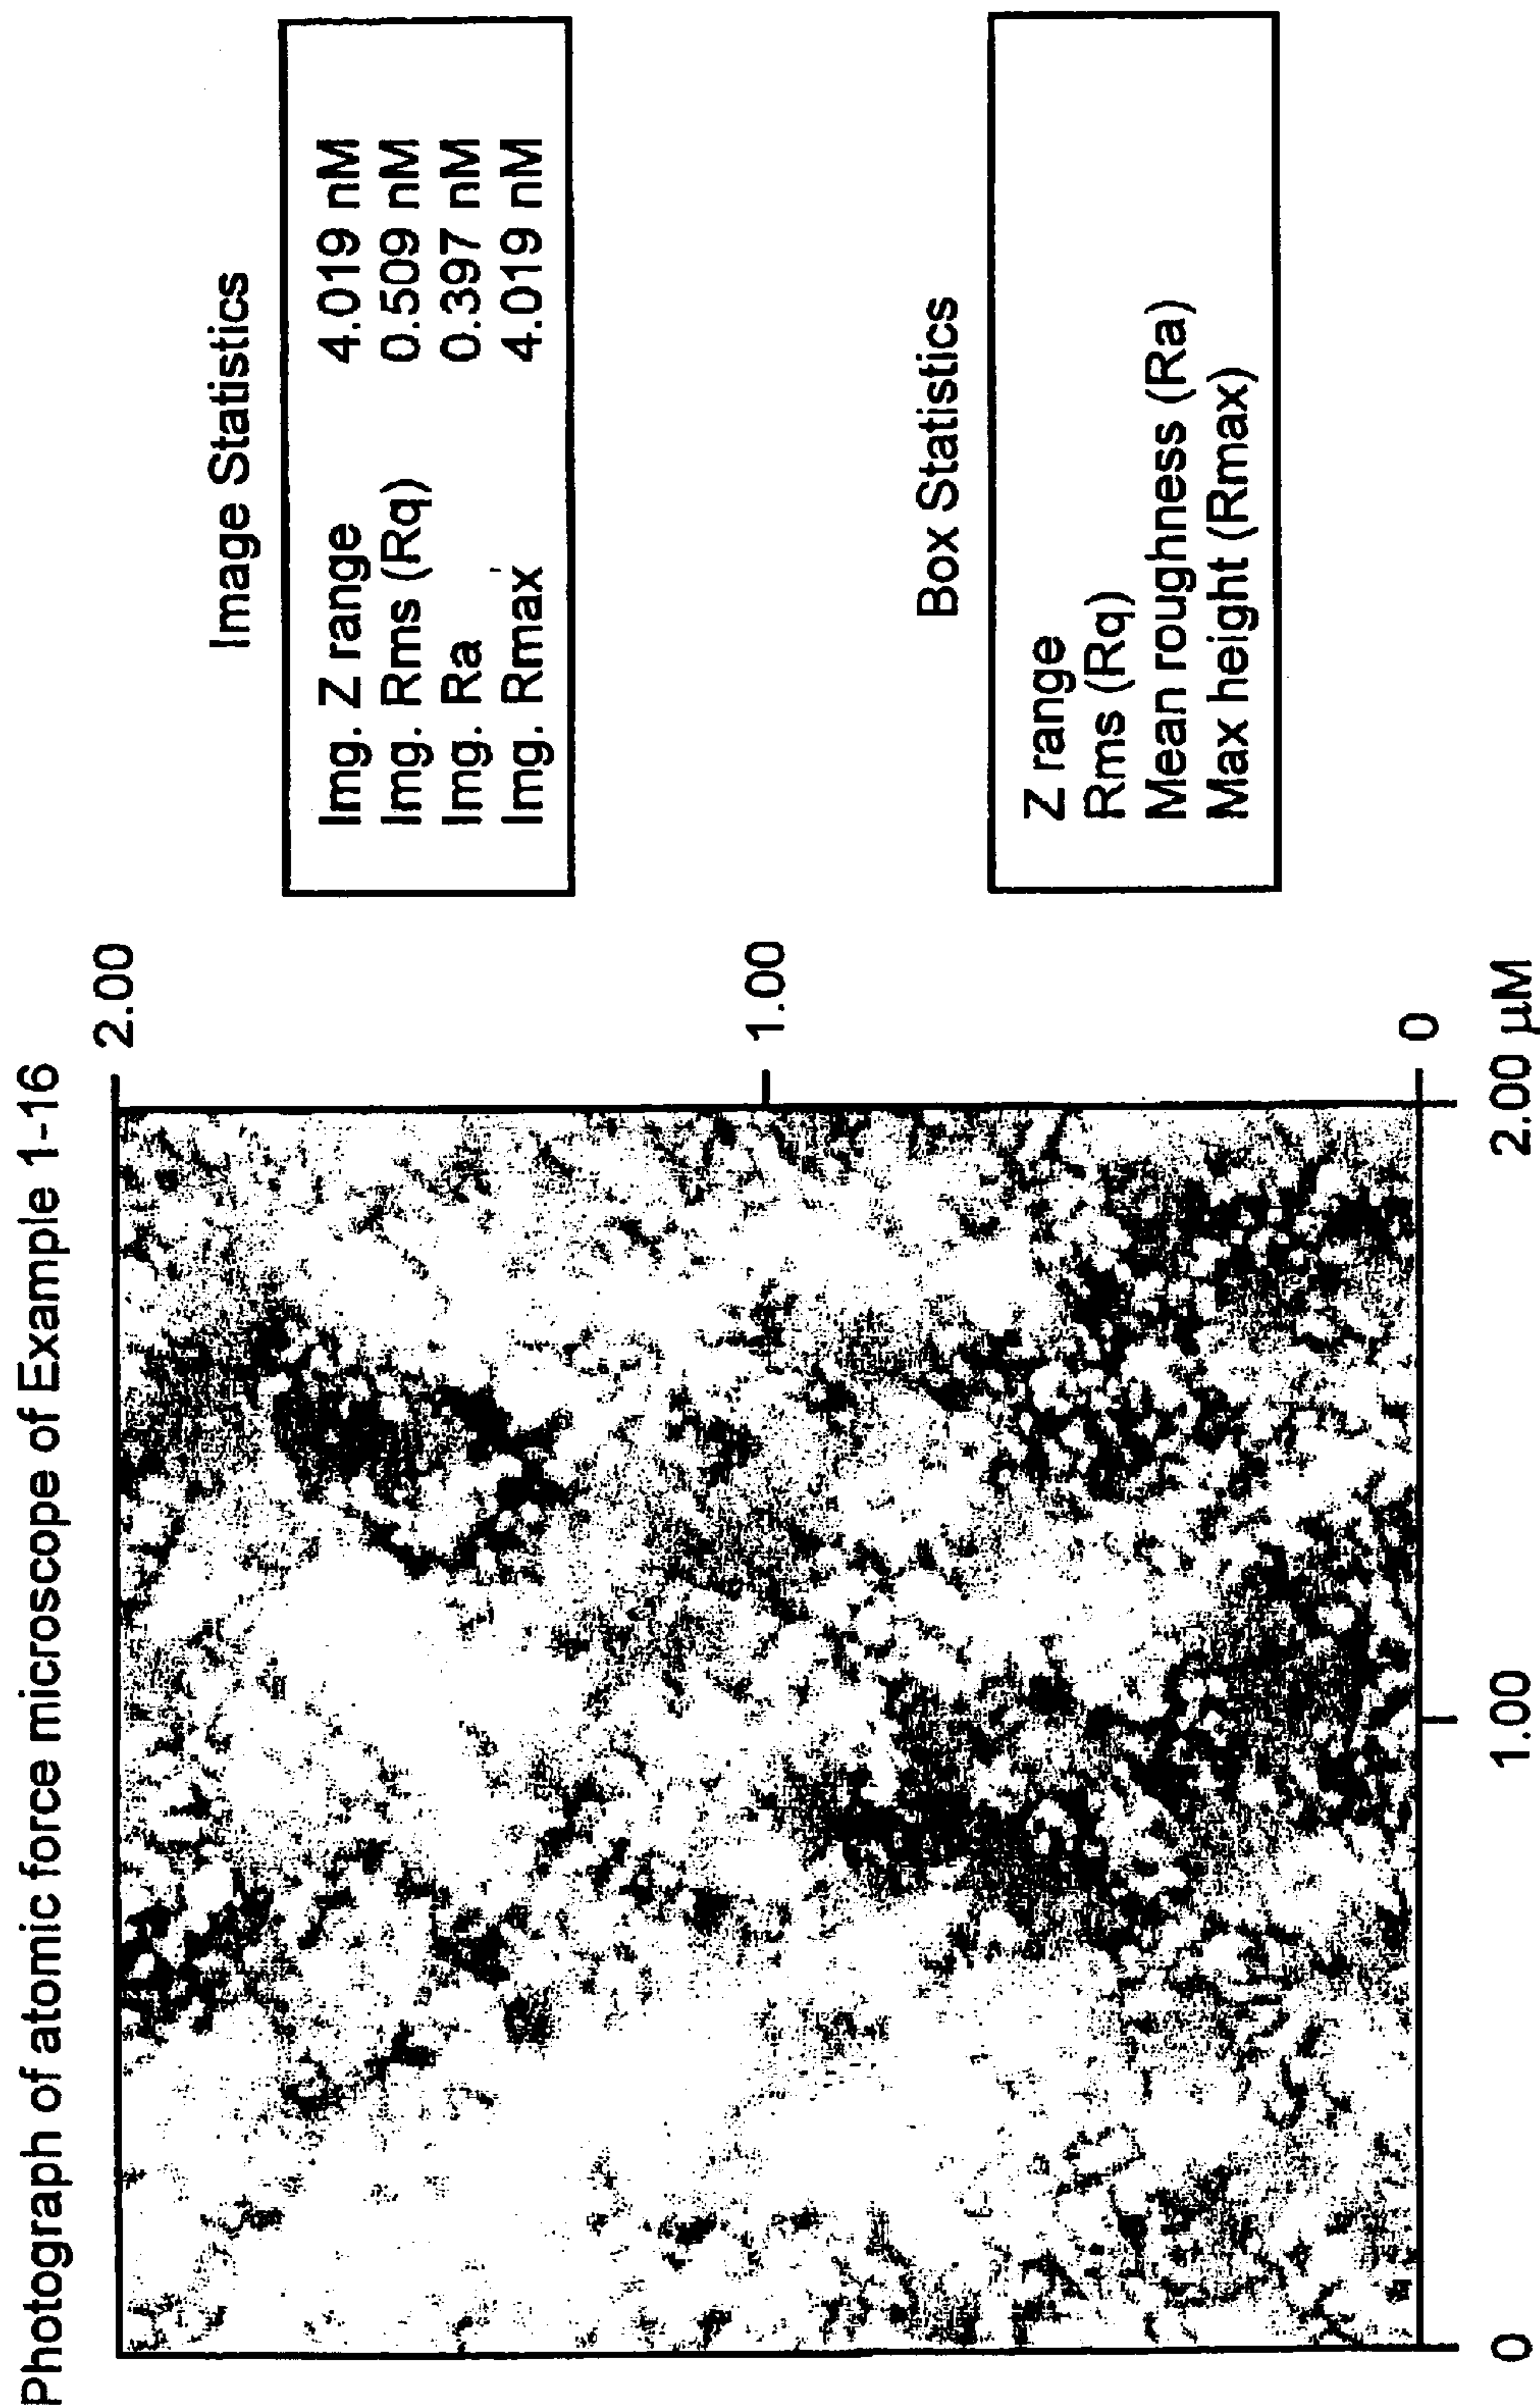 Photograph of atomic force microscope of Example 1-16
2.00
1.00
0
0
1.00
2.00 µM
Image Statistics
Img. Z range 4.019 nM
Img. Rms (Rq) 0.509 nM
Img. Ra 0.397 nM
Img. Rmax 4.019 nM
Box Statistics
Z range
Rms (Rq)
Mean roughness (Ra)
Max height (Rmax)